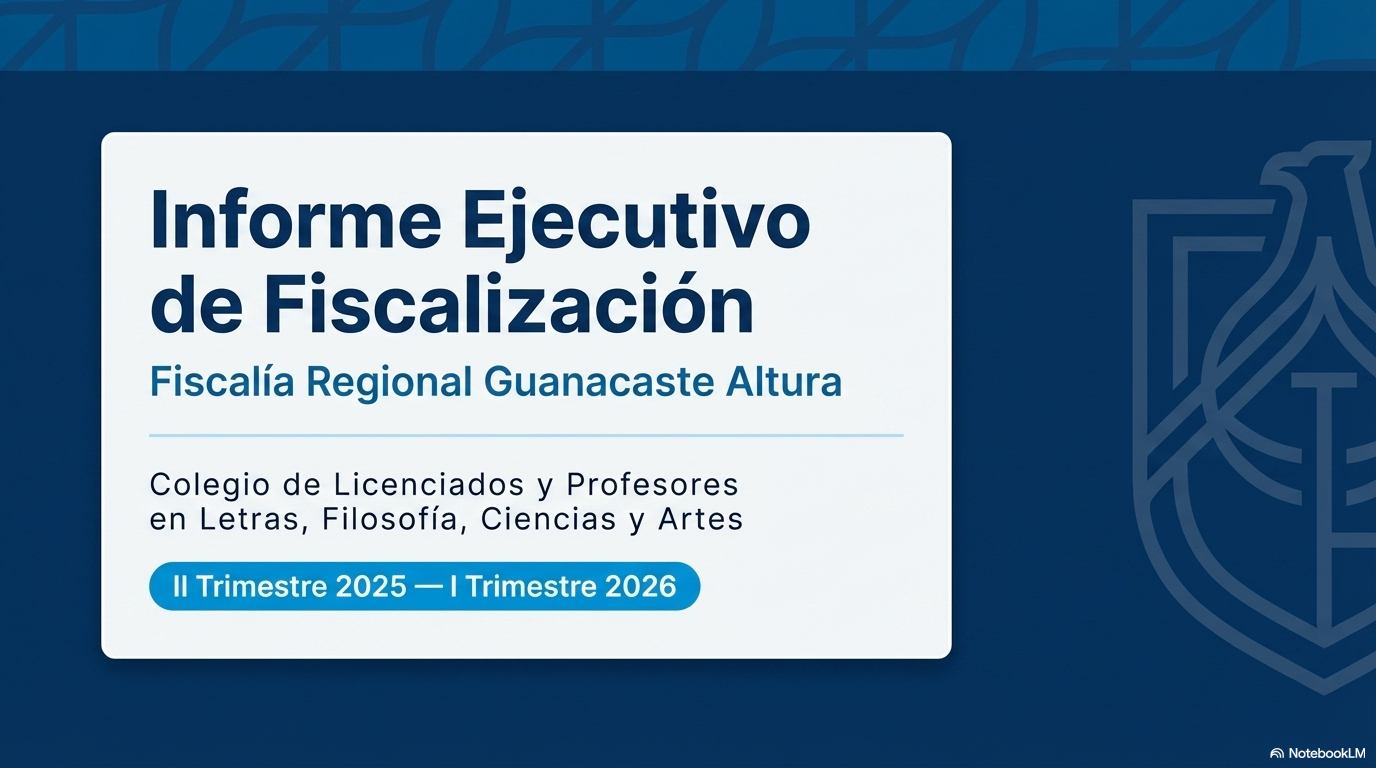 Informe Ejecutivo
de Fiscalización
Fiscalía Regional Guanacaste Altura
Colegio de Licenciados y Profesores
en Letras, Filosofía, Ciencias y Artes
II Trimestre 2025 — I Trimestre 2026
NotebookLM